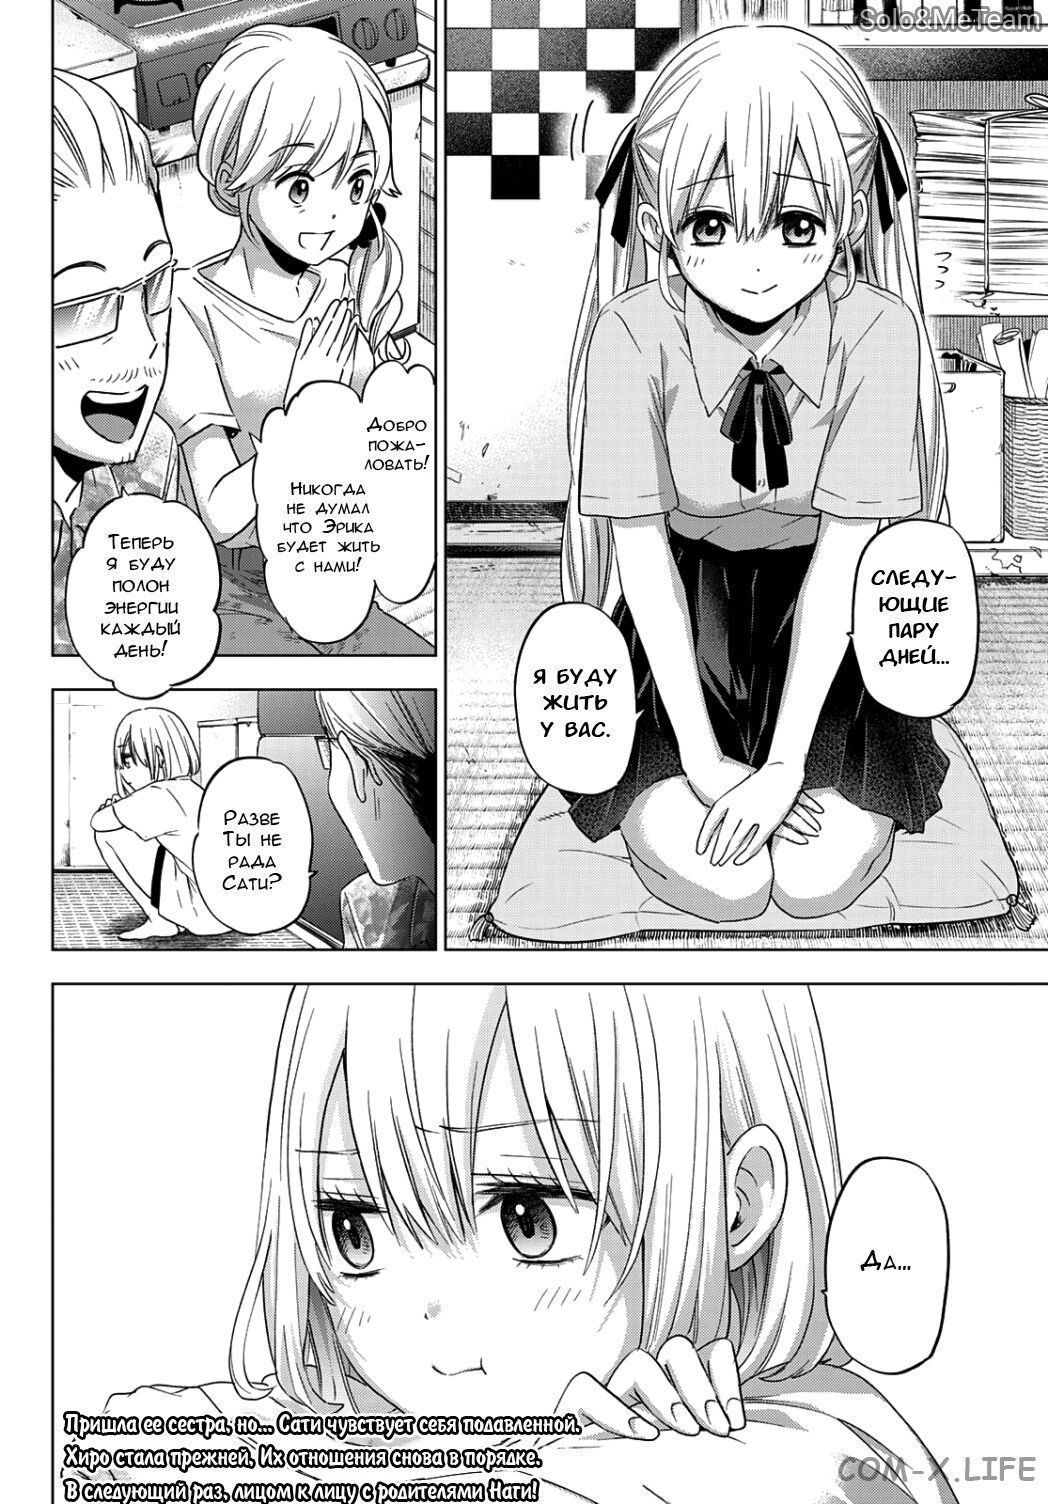 Solo&MeTeam
СЛЕДУ-
ЮЩИЕ
ПАРУ
ДНЕЙ...
Я БУДУ
ЖИТЬ
У ВАС.
ДОБРО
ПОЖА-
ЛОВАТЬ!
НИКОГДА
НЕ ДУМАЛ
ЧТО ЭРИКА
БУДЕТ ЖИТЬ
С НАМИ!
ТЕПЕРЬ
Я БУДУ
ПОЛОН
ЭНЕРГИИ
КАЖДЫЙ
ДЕНЬ!
РАЗВЕ
ТЫ НЕ
РАДА
САТИ?
ДА...
Пришла ее сестра, но... Сати чувствует себя подавленной.
Хиро стала прежней, Их отношения снова в порядке.
В следующий раз, лицом к лицу с родителями Наги!
COM-X.LIFE